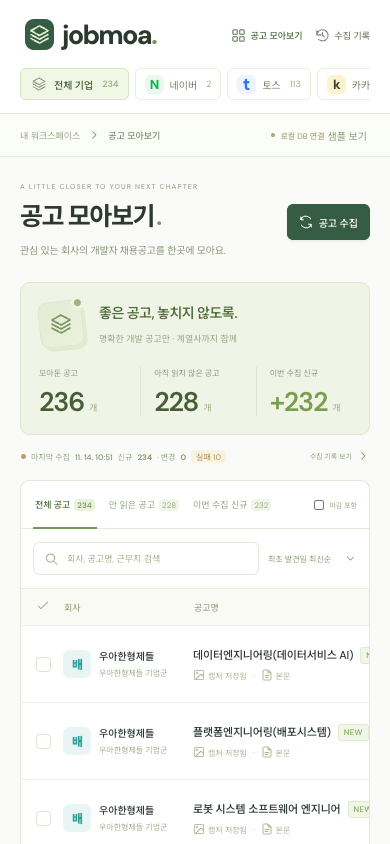 jobmoa.
공고 모아보기
수집 기록
전체 기업 234
N 네이버 2
t 토스 113
k 카카
내 워크스페이스 > 공고 모아보기
로컬 DB 연결 샘플 보기
A LITTLE CLOSER TO YOUR NEXT CHAPTER
공고 모아보기.
공고 수집
관심 있는 회사의 개발자 채용공고를 한곳에 모아요.
좋은 공고, 놓치지 않도록.
명확한 개발 공고만 · 계열사까지 함께
모아둔 공고
236 개
아직 읽지 않은 공고
228 개
이번 수집 신규
+232 개
마지막 수집 11. 14. 10:51 신규 234 · 변경 0 실패 10
수집 기록 보기 >
전체 공고 234
안 읽은 공고 228
이번 수집 신규 232
마감 포함
회사, 공고명, 근무지 검색
최초 발견일 최신순
회사
공고명
배
우아한형제들
우아한형제들 기업군
데이터엔지니어링(데이터서비스 AI)
캡처 저장됨 · 본문
배
우아한형제들
우아한형제들 기업군
플랫폼엔지니어링(배포시스템) NEW
캡처 저장됨 · 본문
배
우아한형제들
우아한형제들 기업군
로봇 시스템 소프트웨어 엔지니어 NEW
캡처 저장됨 · 본문